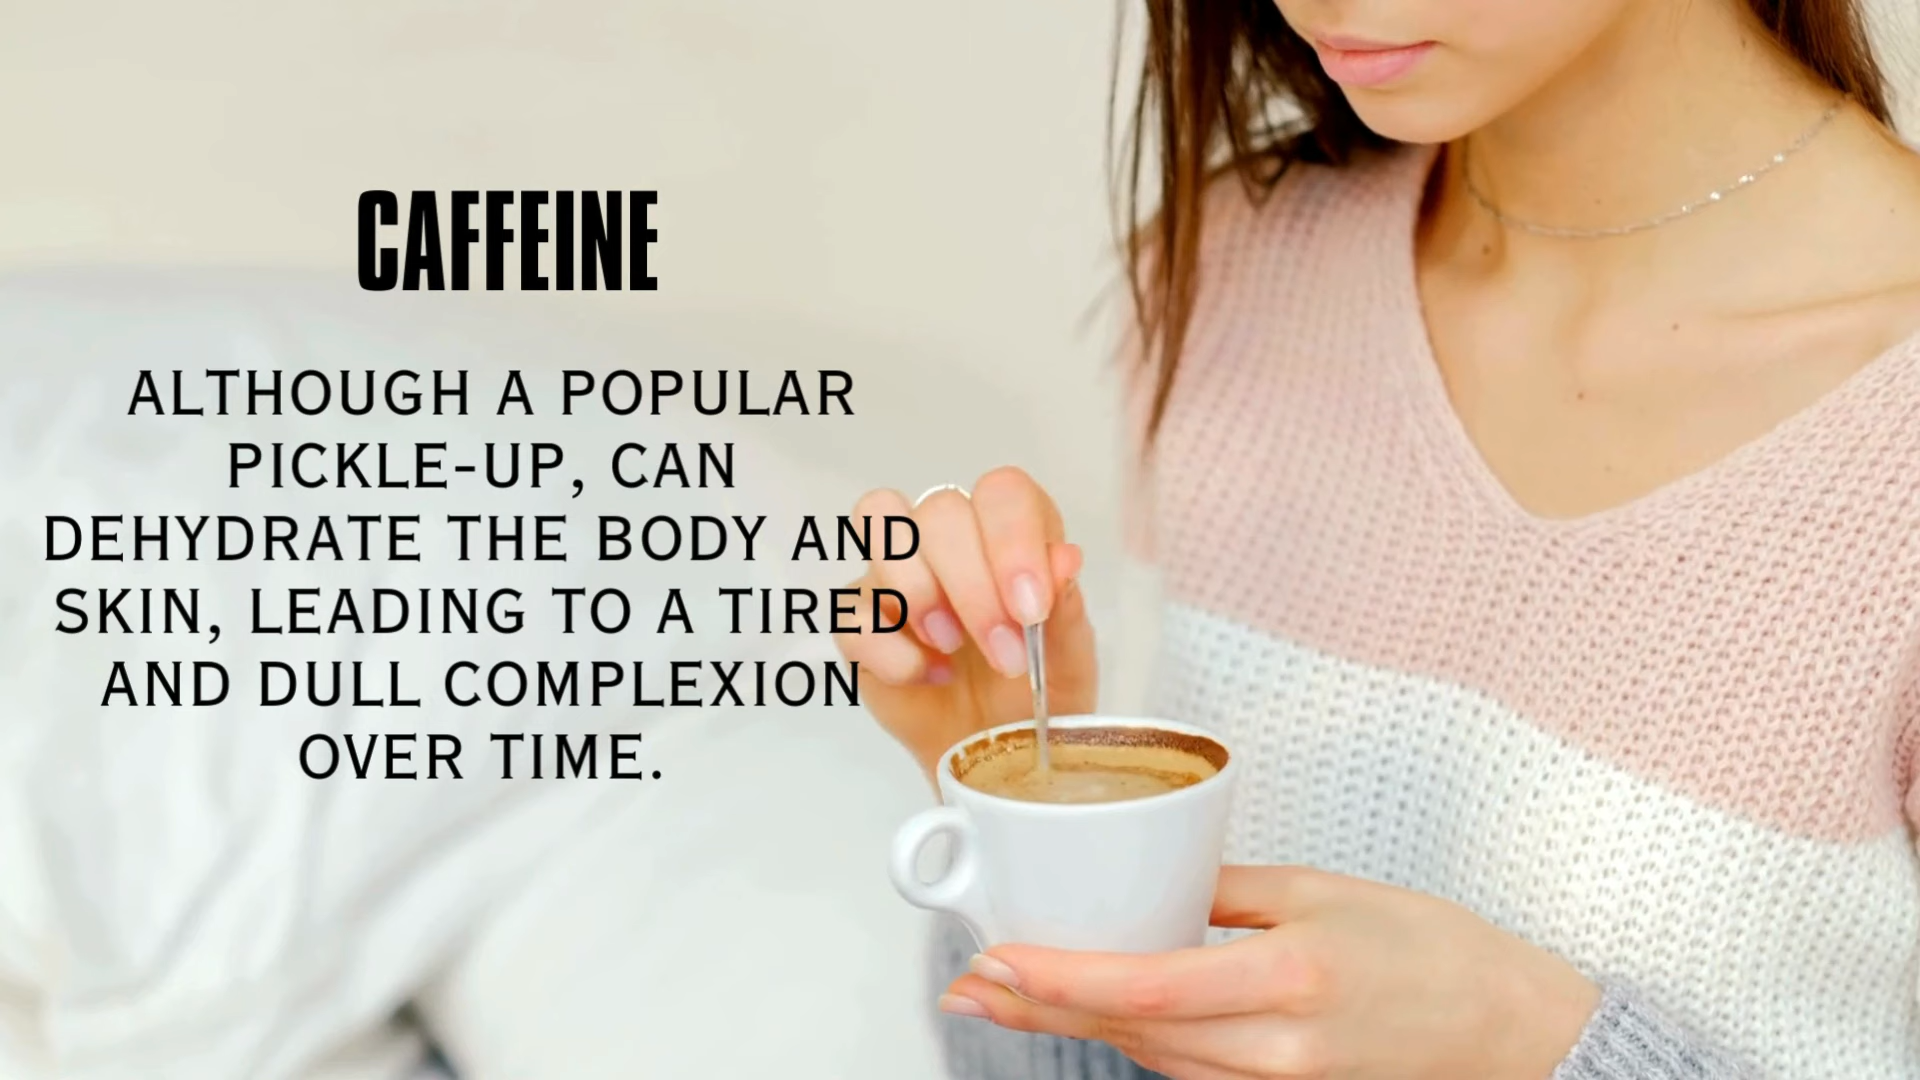 CAFFEINE
ALTHOUGH A POPULAR
PICKLE-UP, CAN
DEHYDRATE THE BODY AND
SKIN, LEADING TO A TIRED
AND DULL COMPLEXION
OVER TIME.